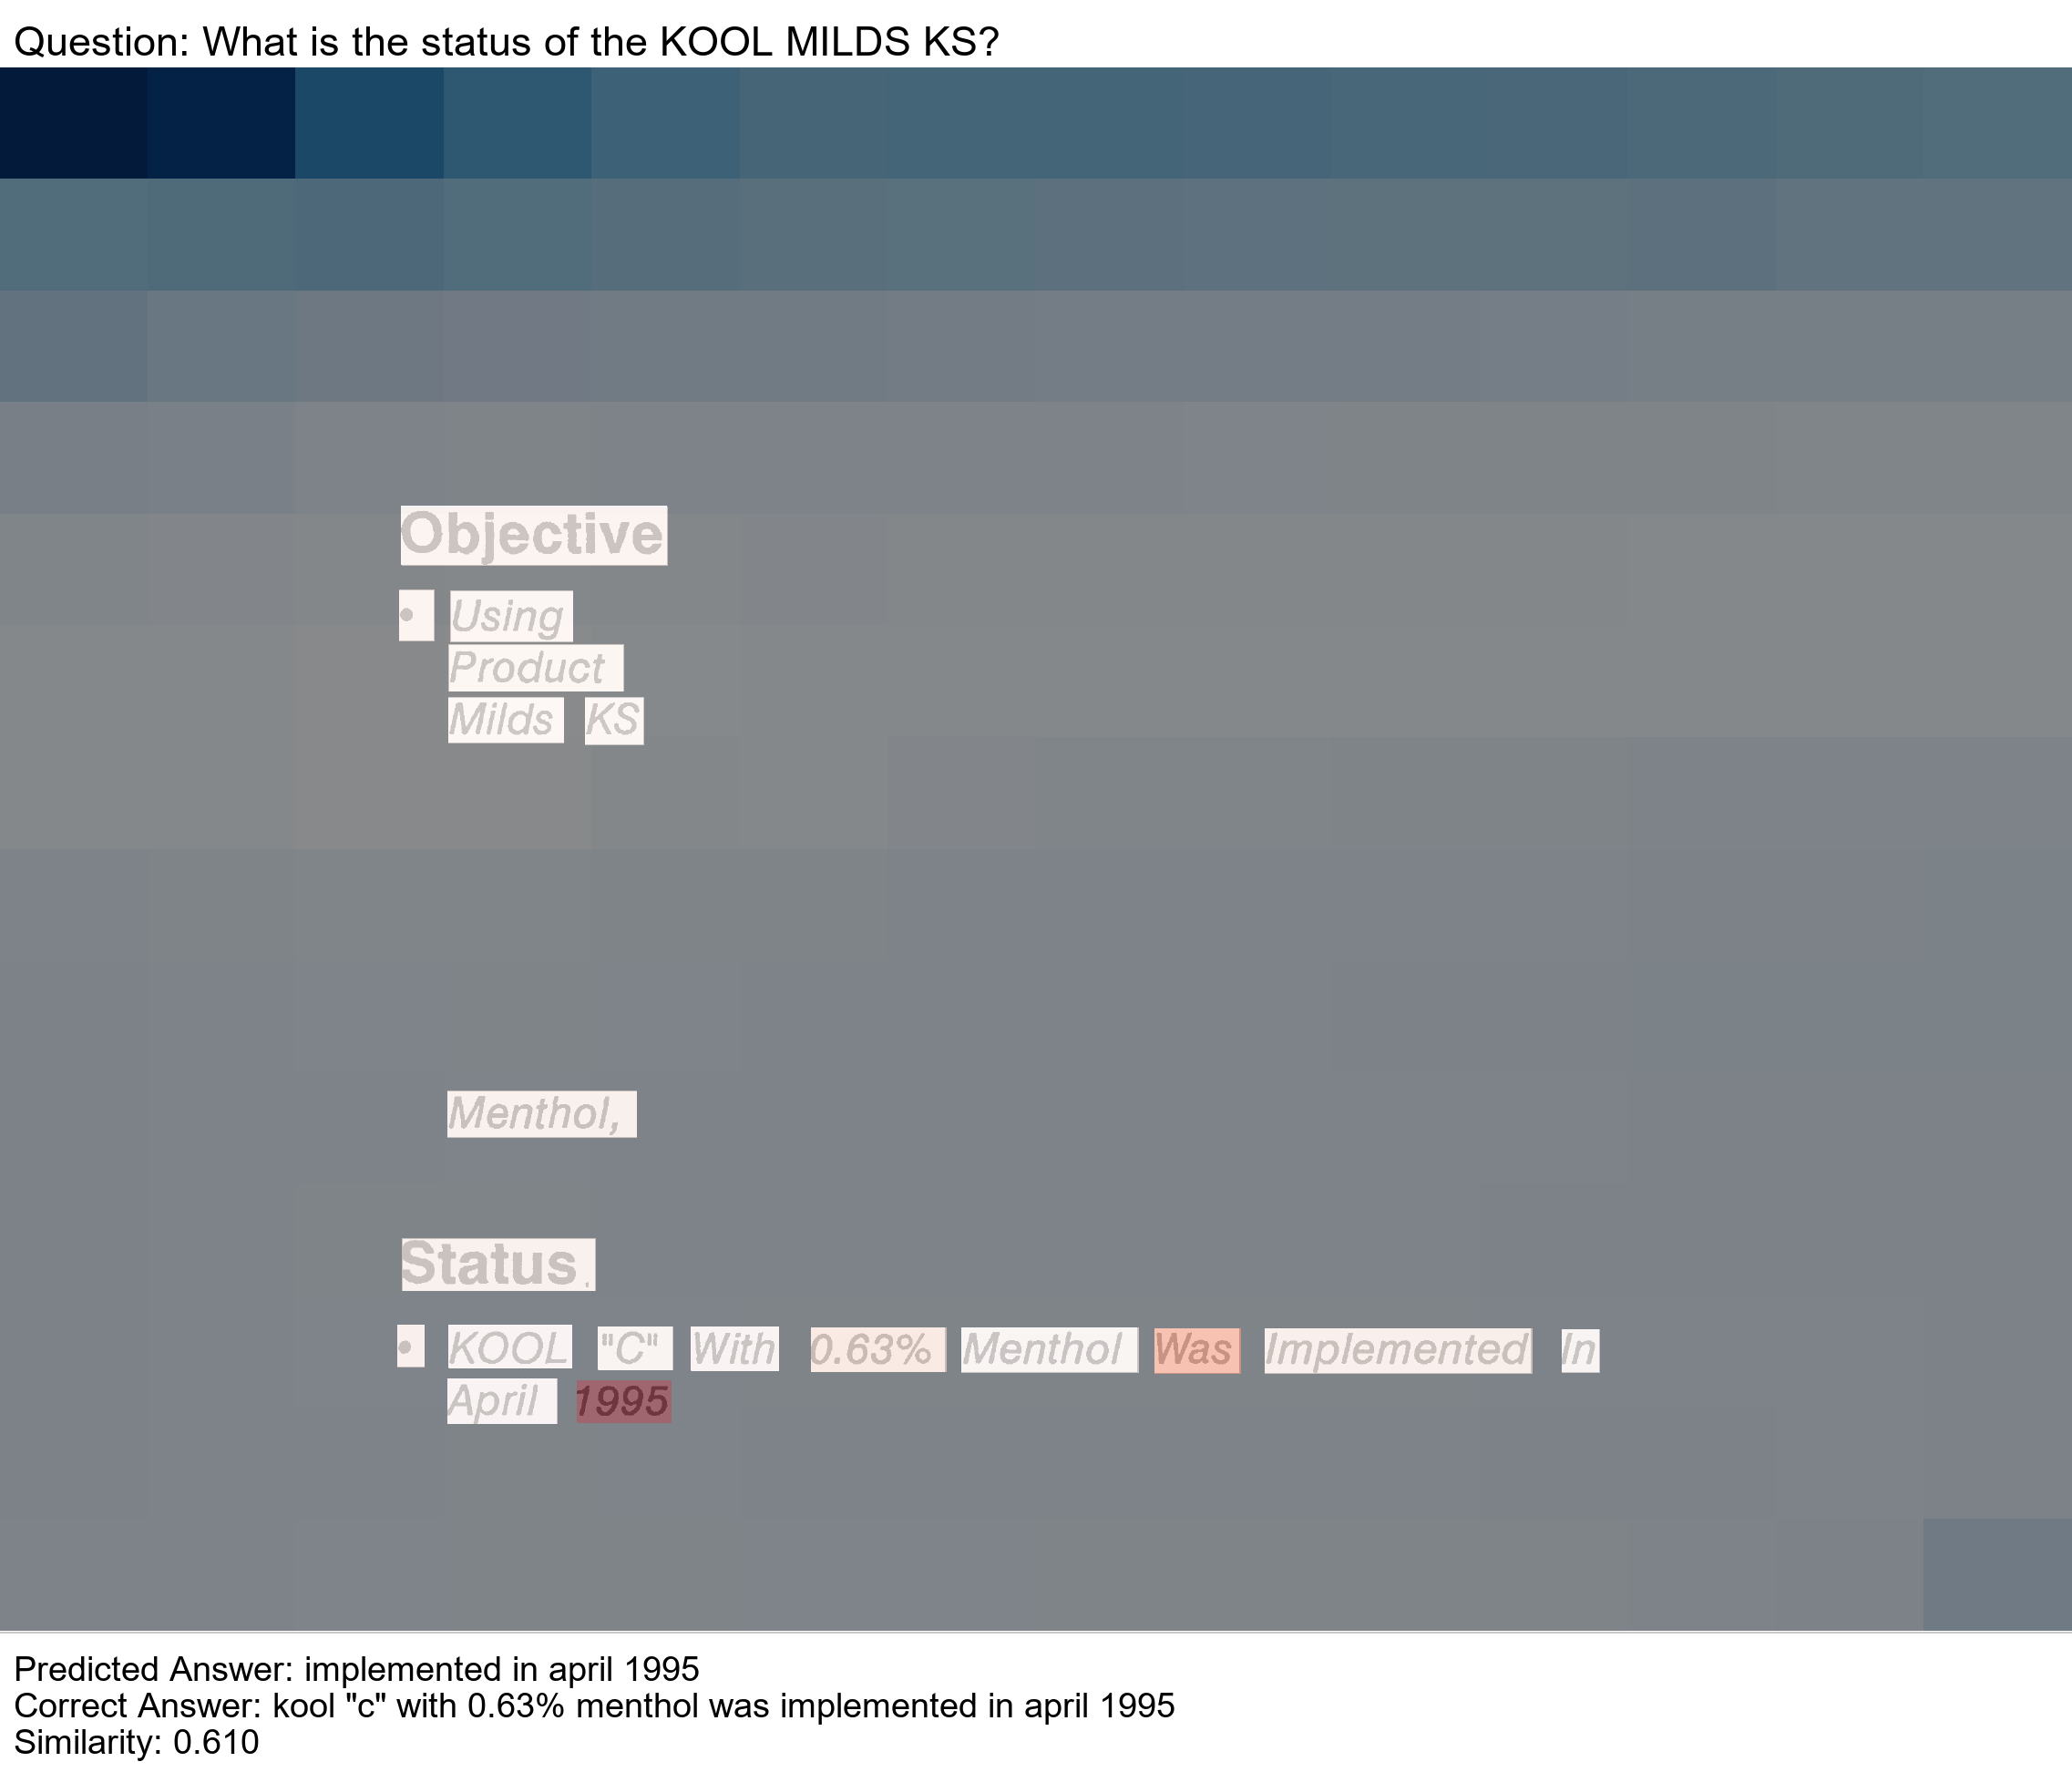 Question: What is the status of the KOOL MILDS KS?
Objective
• Using
Product
Milds KS
Menthol,
Status
• KOOL "C" With 0.63% Menthol Was Implemented In
April 1995
Predicted Answer: implemented in april 1995
Correct Answer: kool "c" with 0.63% menthol was implemented in april 1995
Similarity: 0.610